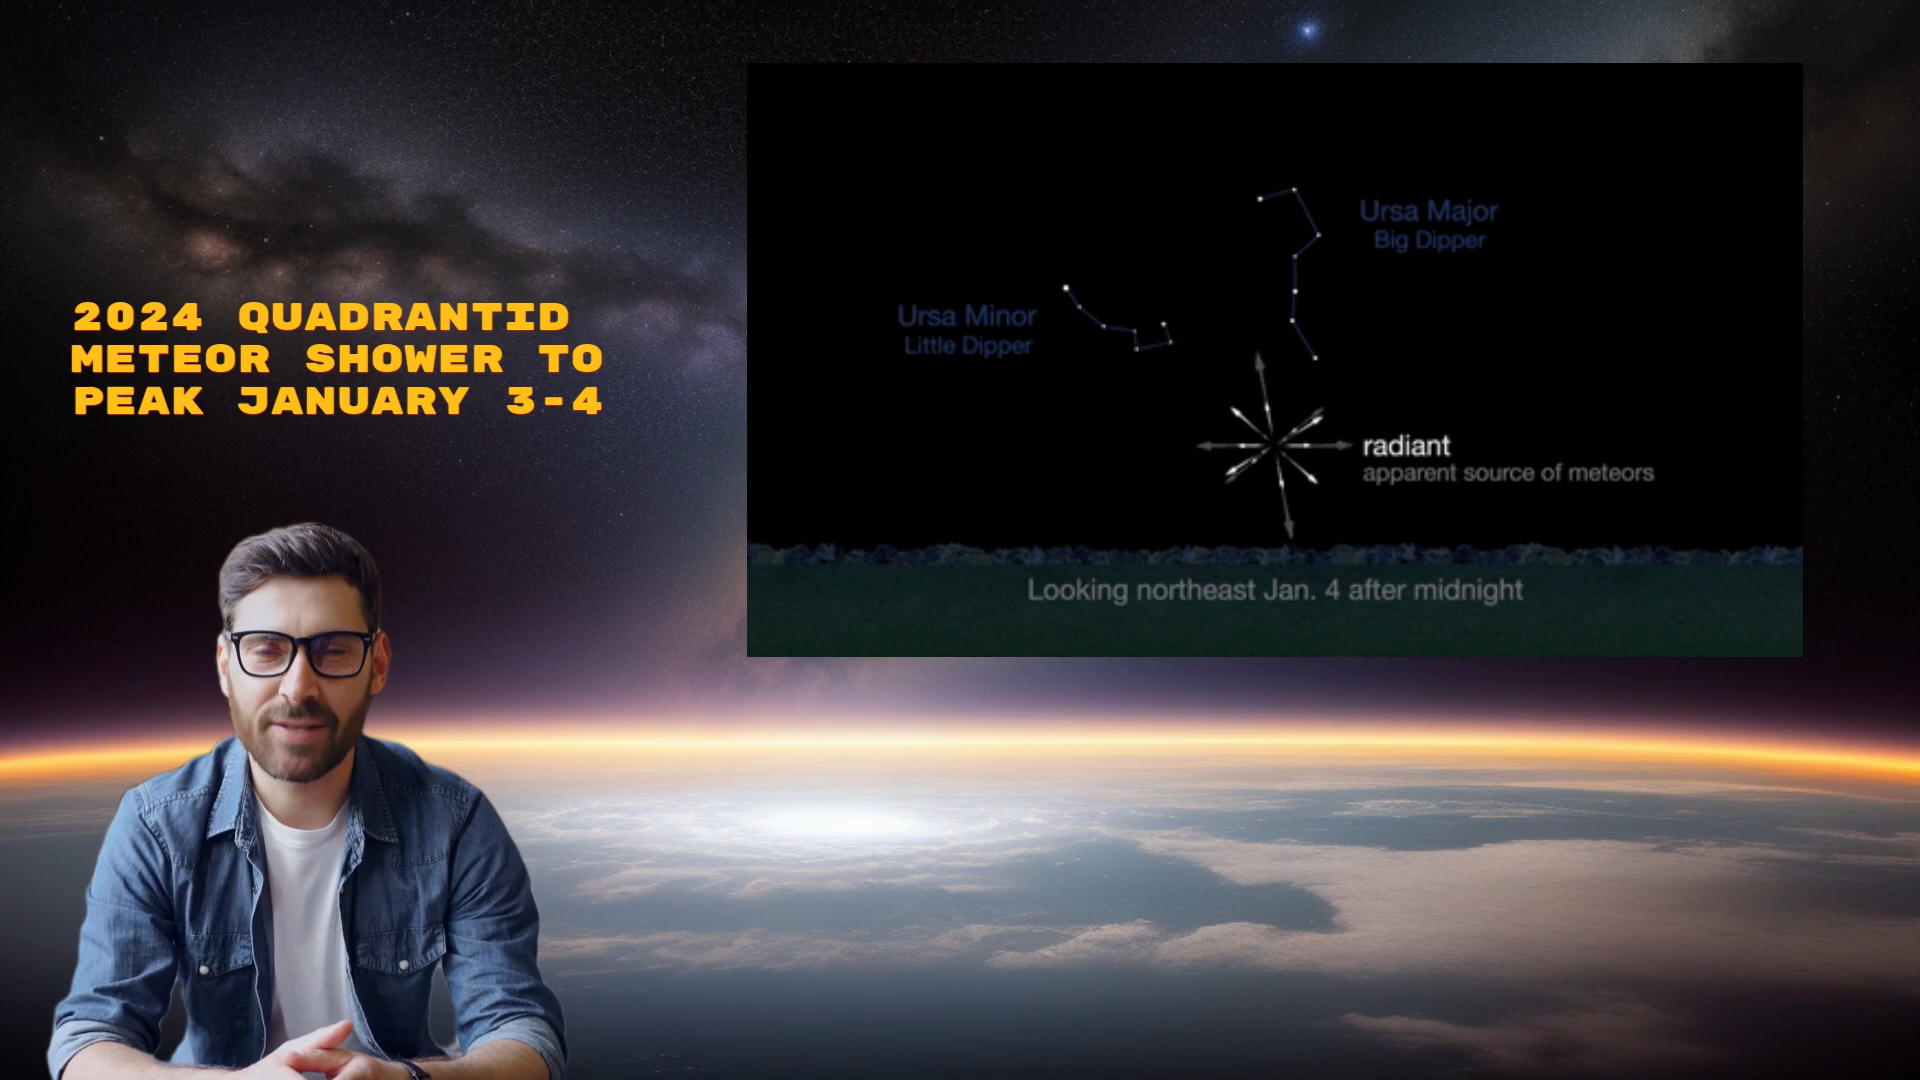 2024 QUADRANTID
METEOR SHOWER TO
PEAK JANUARY 3-4
Ursa Major
Big Dipper
Ursa Minor
Little Dipper
radiant
apparent source of meteors
Looking northeast Jan. 4 after midnight